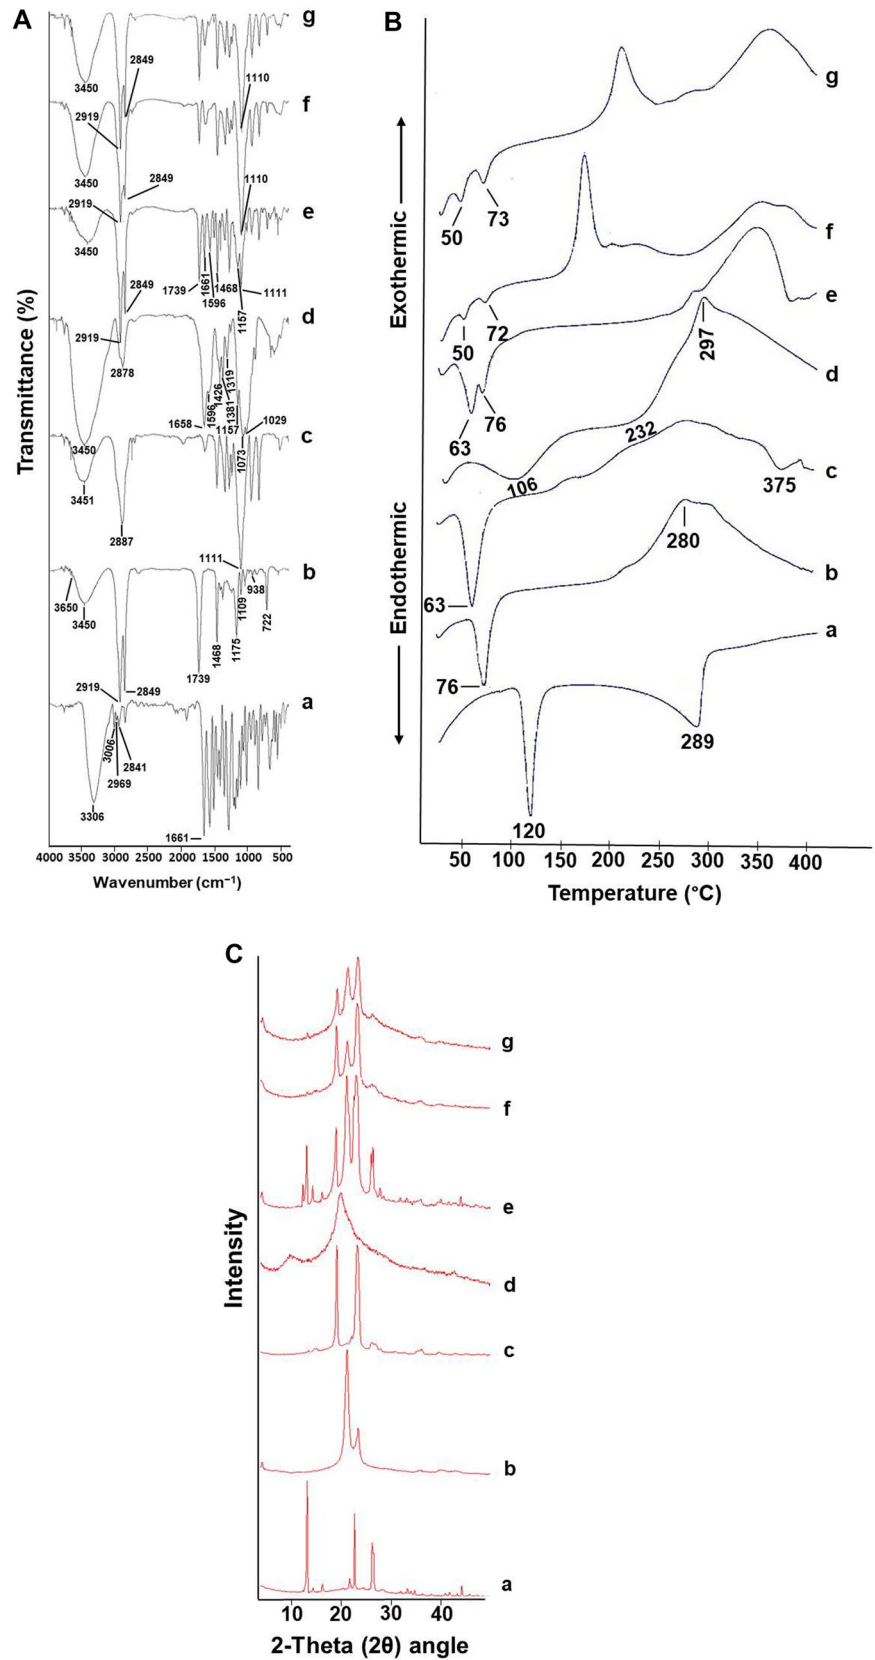 A
g
2849
3450
1110
2919
f
3450
2849
1110
2919
e
3450
1739
1661
1596
1468
1157
1111
2849
d
2919
2878
1658
1596
1426
1381
1319
1157
1073
1029
3450
c
3451
2887
1111
b
3650
3450
1109
938
722
1739
1468
1175
2919
2849
a
3006
2841
2969
3306
1661
4000 3500 3000 2500 2000 1500 1000 500
Wavenumber (cm⁻¹)
Transmittance (%)
B
g
50
73
f
e
50
72
297
d
63
76
232
c
106
375
280
b
63
a
76
289
120
50 100 150 200 250 300 350 400
Temperature (°C)
Exothermic
Endothermic
C
g
f
e
d
c
b
a
10 20 30 40
2-Theta (2θ) angle
Intensity